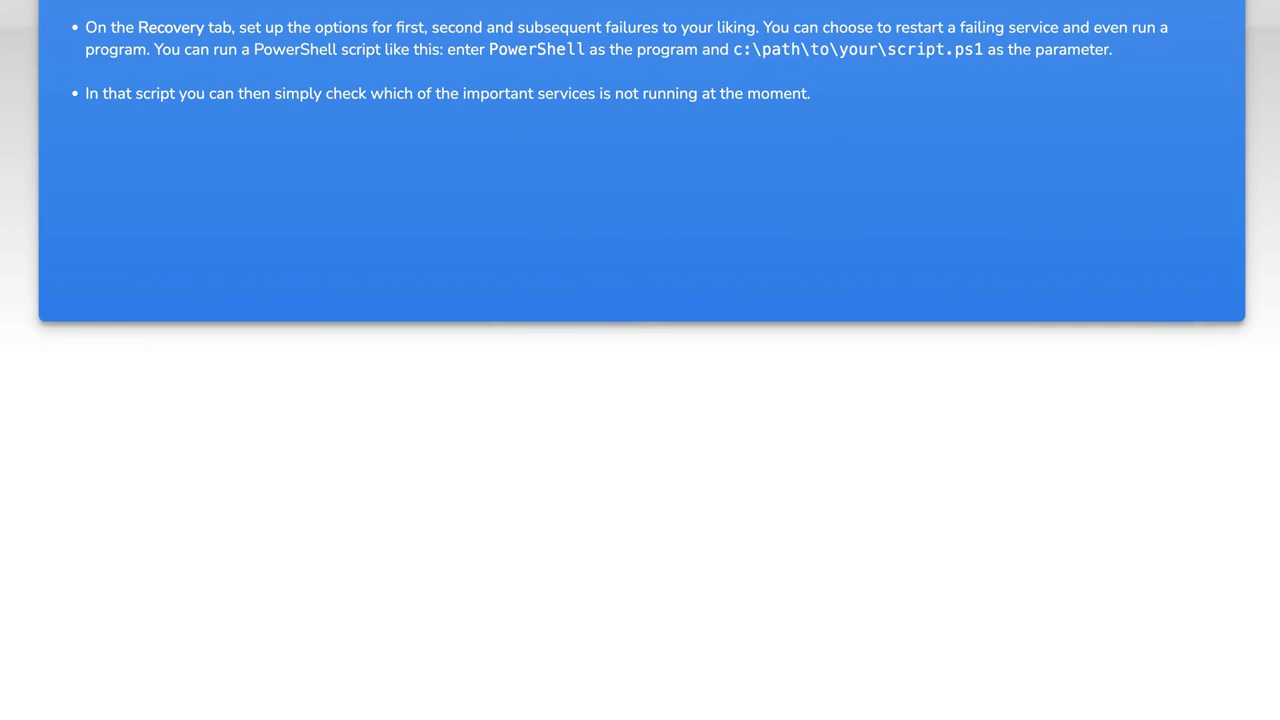 • On the Recovery tab, set up the options for first, second and subsequent failures to your liking. You can choose to restart a failing service and even run a
program. You can run a PowerShell script like this: enter PowerShell as the program and c:\path\to\your\script.ps1 as the parameter.
• In that script you can then simply check which of the important services is not running at the moment.